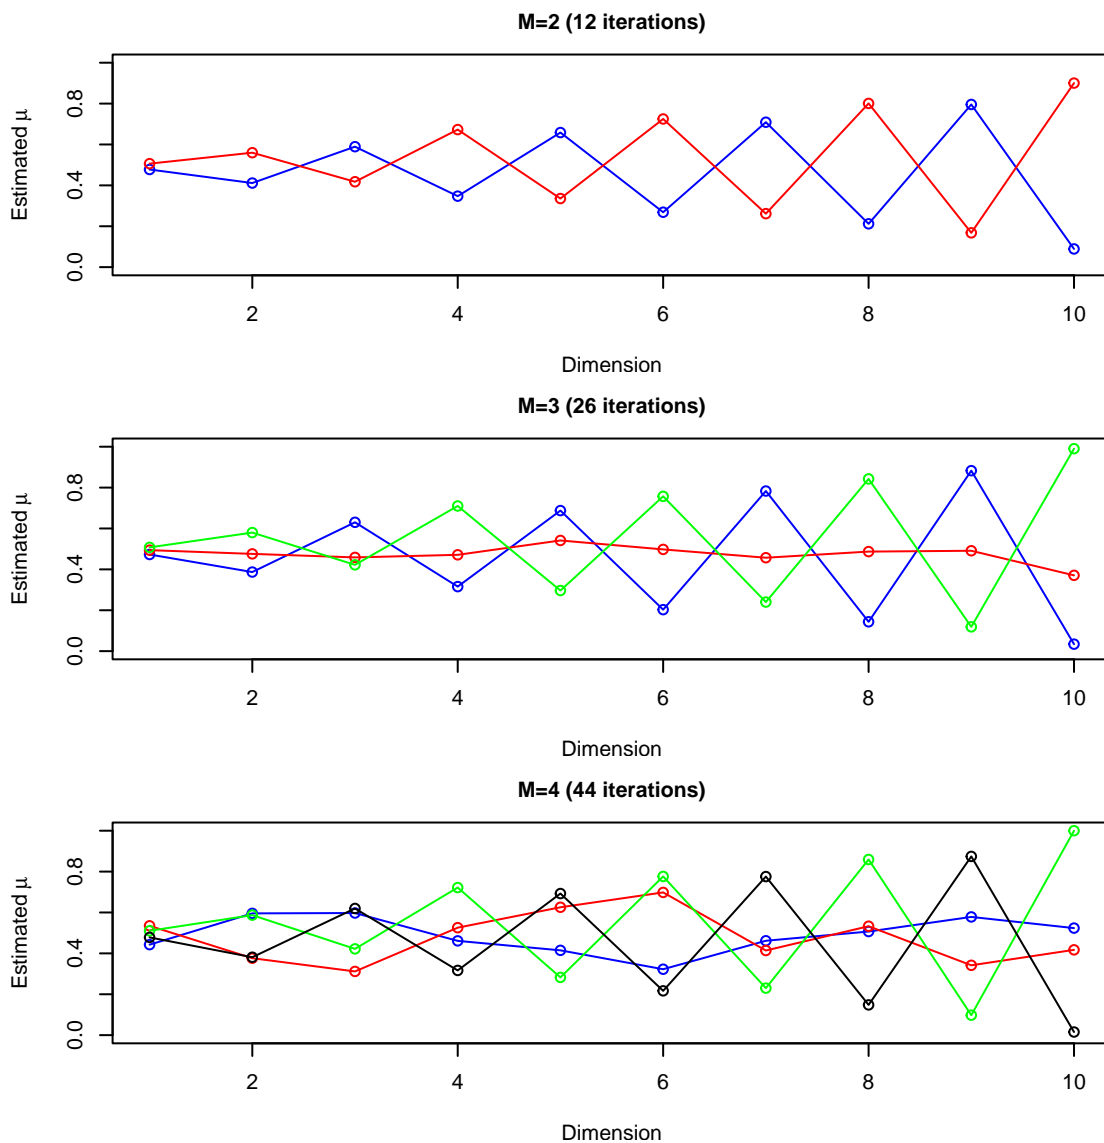 M=2 (12 iterations)
Estimated μ
0.0 0.4 0.8
2 4 6 8 10
Dimension
M=3 (26 iterations)
Estimated μ
0.0 0.4 0.8
2 4 6 8 10
Dimension
M=4 (44 iterations)
Estimated μ
0.0 0.4 0.8
2 4 6 8 10
Dimension